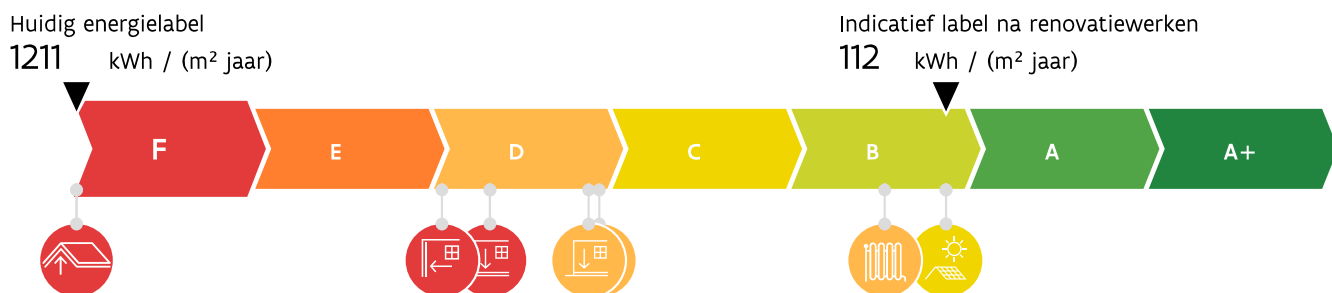 Huidig energielabel
1211 kWh / (m² jaar)
Indicatief label na renovatiewerken
112 kWh / (m² jaar)
F E D C B A A+